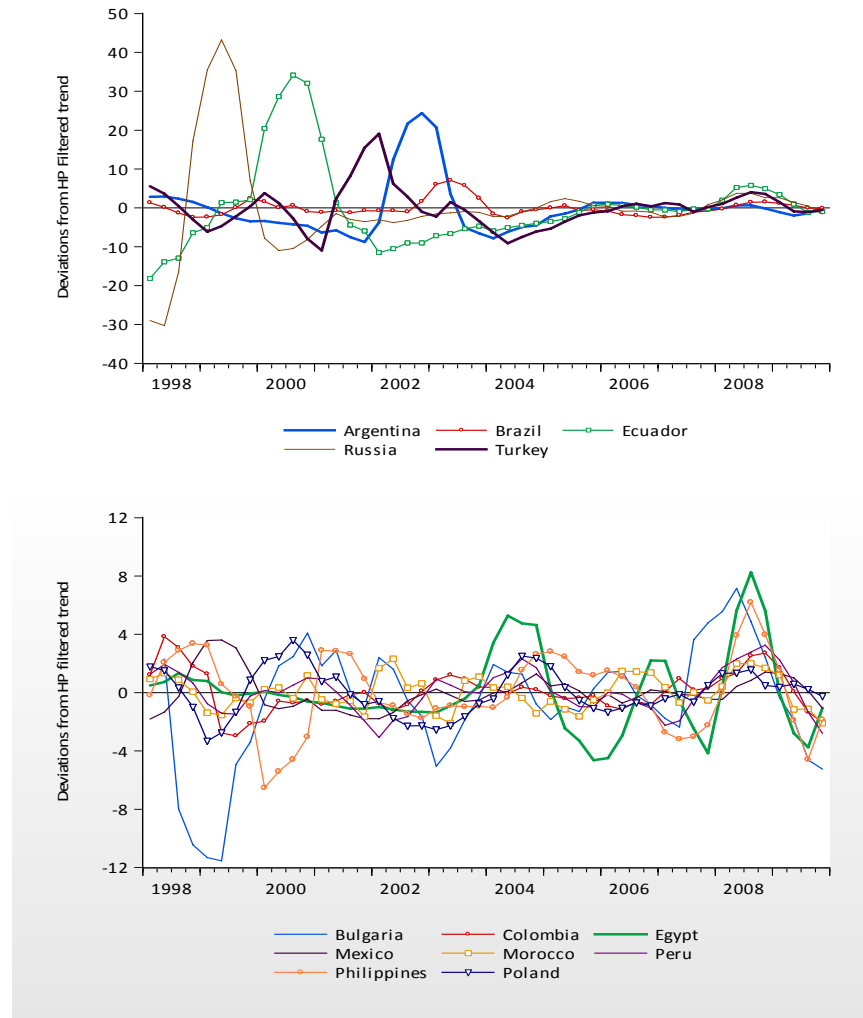 50
40
30
20
10
0
-10
-20
-30
-40
Deviations from HP Filtered trend
1998 2000 2002 2004 2006 2008
Argentina Brazil Ecuador
Russia Turkey
12
8
4
0
-4
-8
-12
Deviations from HP filtered trend
1998 2000 2002 2004 2006 2008
Bulgaria Colombia Egypt
Mexico Morocco Peru
Philippines Poland